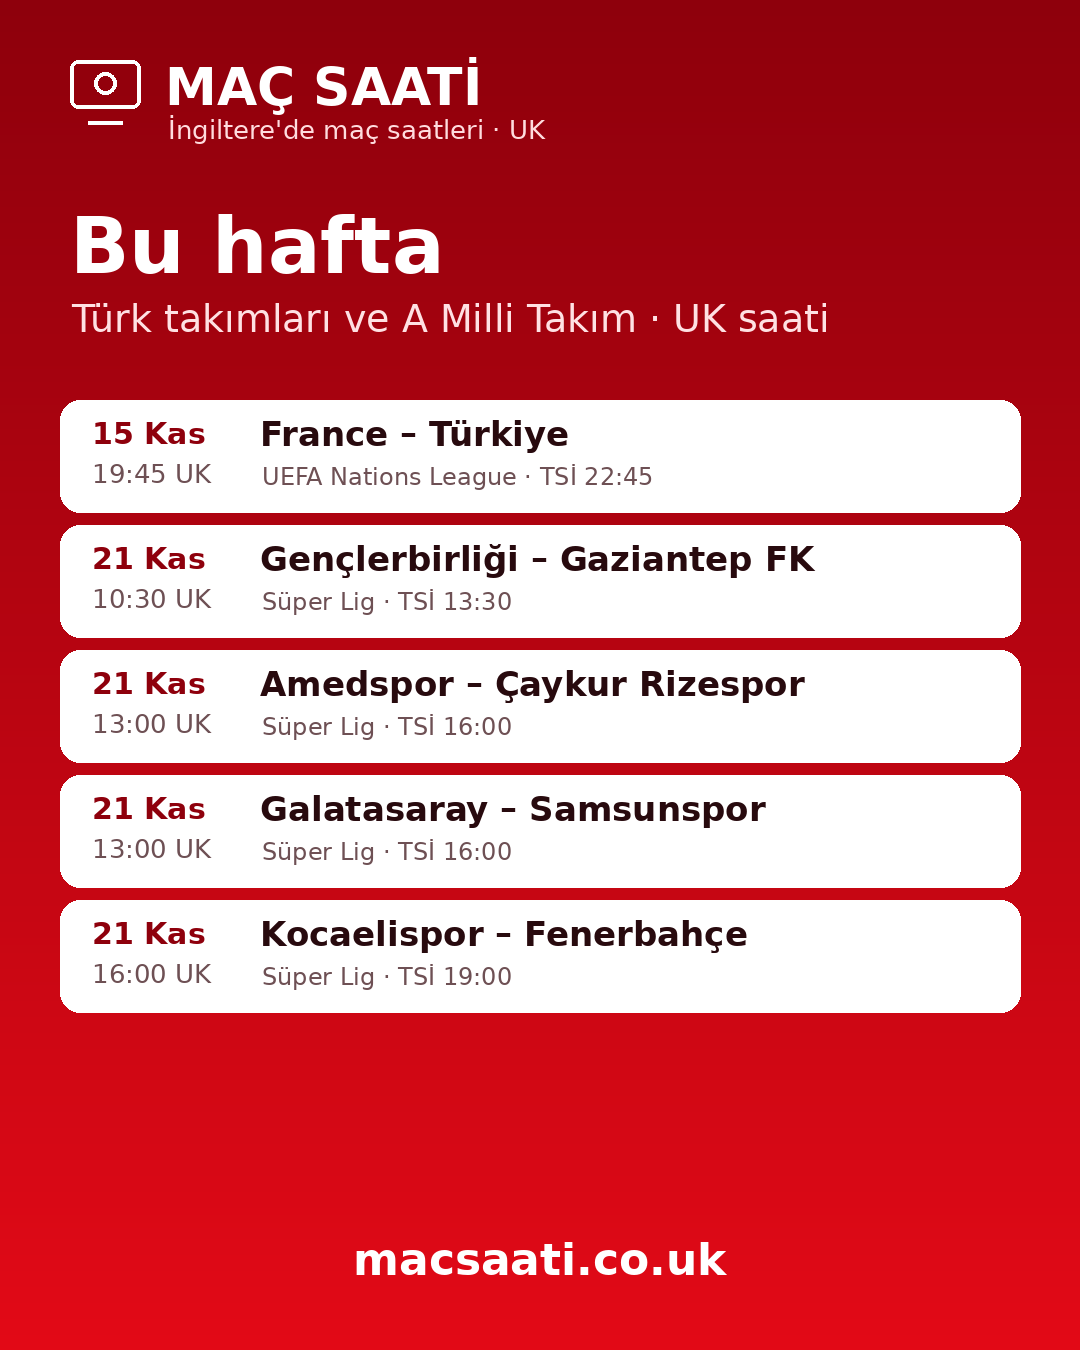 MAÇ SAATİ
İngiltere'de maç saatleri · UK
Bu hafta
Türk takımları ve A Milli Takım · UK saati
15 Kas
19:45 UK
France – Türkiye
UEFA Nations League · TSİ 22:45
21 Kas
10:30 UK
Gençlerbirliği – Gaziantep FK
Süper Lig · TSİ 13:30
21 Kas
13:00 UK
Amedspor – Çaykur Rizespor
Süper Lig · TSİ 16:00
21 Kas
13:00 UK
Galatasaray – Samsunspor
Süper Lig · TSİ 16:00
21 Kas
16:00 UK
Kocaelispor – Fenerbahçe
Süper Lig · TSİ 19:00
macsaati.co.uk